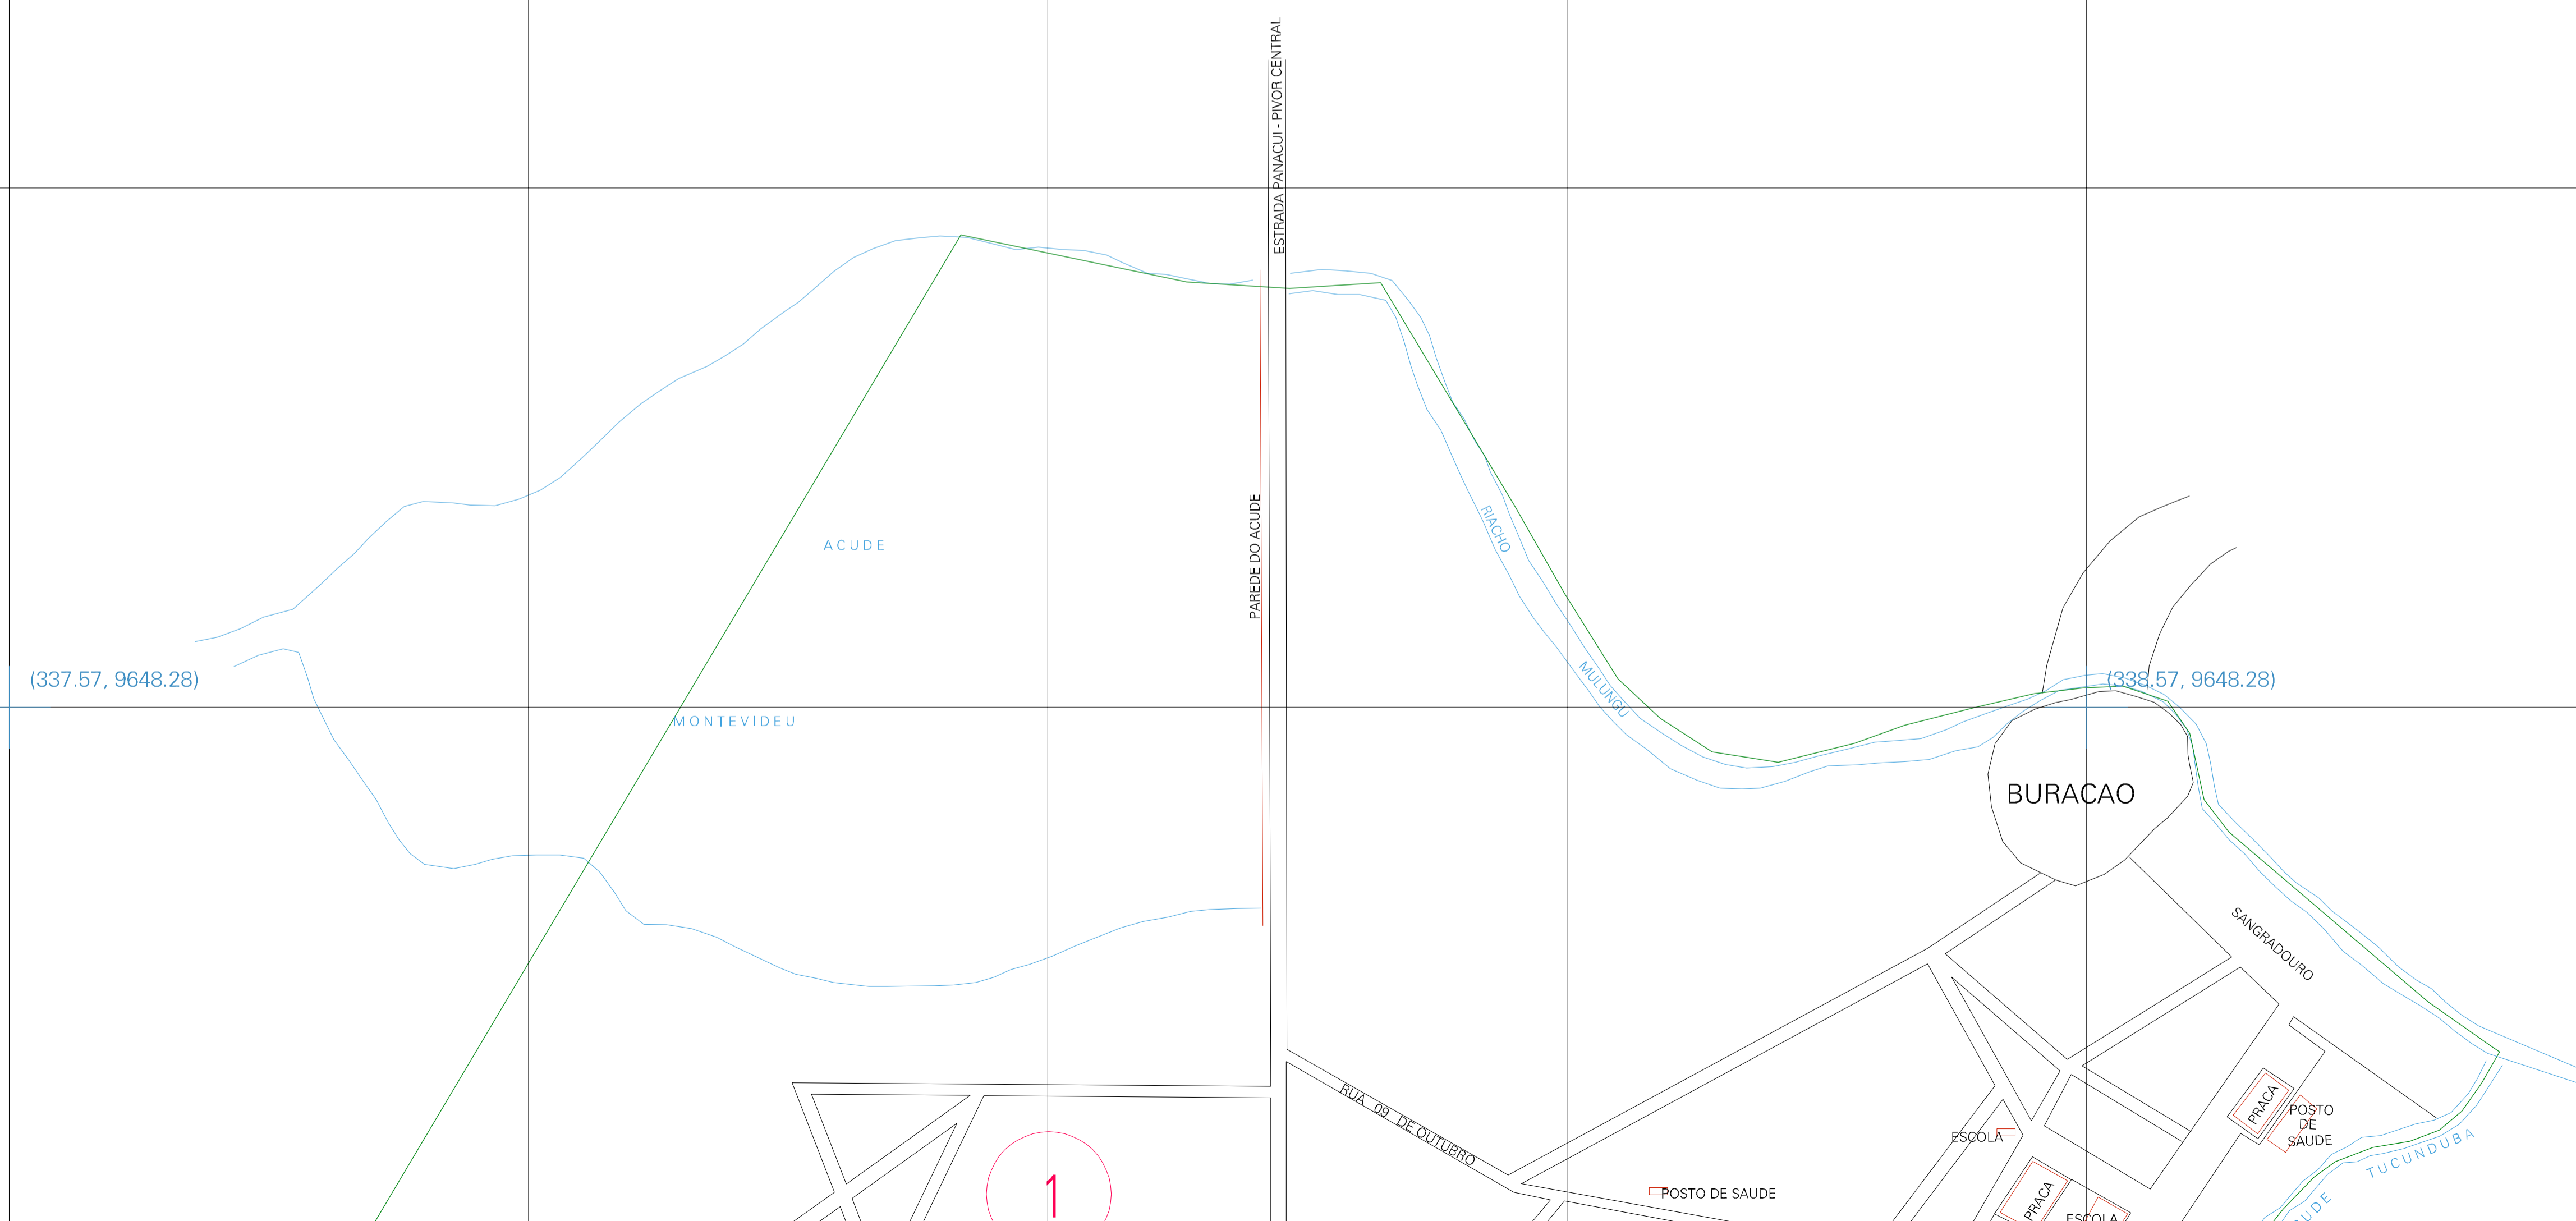 ESTRADA PANACUI - PIVOR CENTRAL
PAREDE DO ACUDE
ACUDE
RIACHO
(337.57, 9648.28)
MULUNGU
(338.57, 9648.28)
MONTEVIDEU
BURACAO
SANGRADOURO
RUA 09 DE OUTUBRO
PRACA
POSTO
DE
SAUDE
ESCOLA
TUCUNDUBA
1
POSTO DE SAUDE
PRACA
ESCOLA